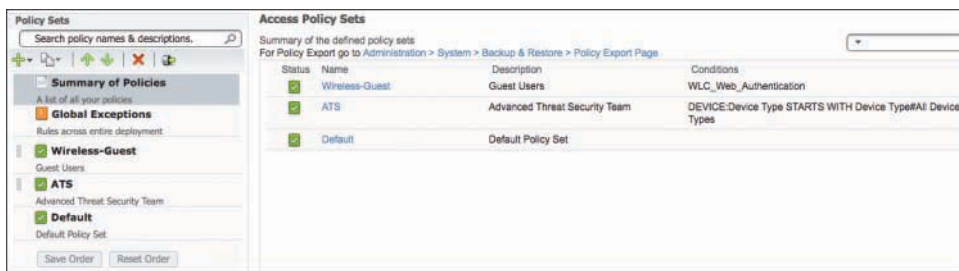 Policy Sets
Search policy names & descriptions.
Summary of Policies
A list of all your policies
Global Exceptions
Rules across entire deployment
Wireless-Guest
Guest Users
ATS
Advanced Threat Security Team
Default
Default Policy Set
Save Order Reset Order
Access Policy Sets
Summary of the defined policy sets
For Policy Export go to Administration > System > Backup & Restore > Policy Export Page
Status Name Description Conditions
Wireless-Guest Guest Users WLC_Web_Authentication
ATS Advanced Threat Security Team DEVICE:Device Type STARTS WITH Device Type#All Device
Types
Default Default Policy Set